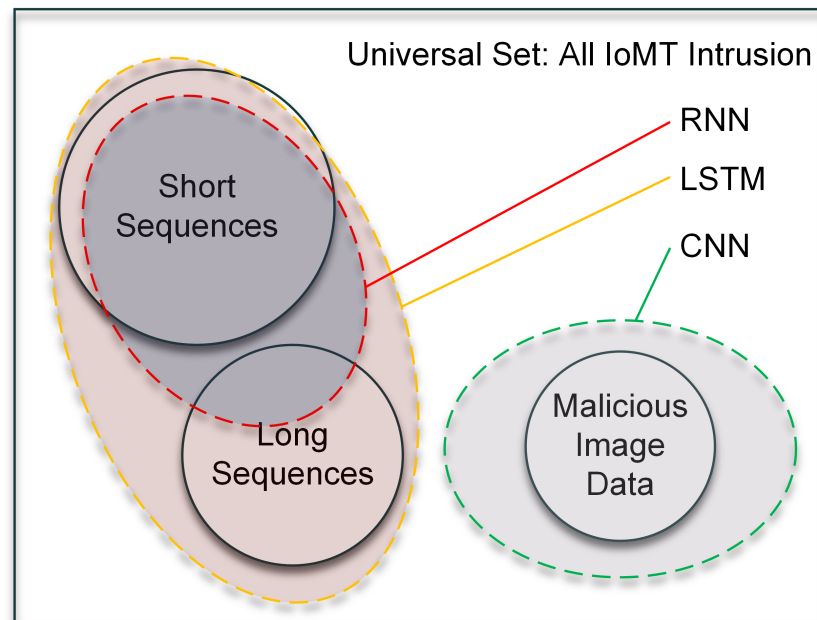 Universal Set: All IoMT Intrusion
RNN
LSTM
CNN
Short
Sequences
Long
Sequences
Malicious
Image
Data